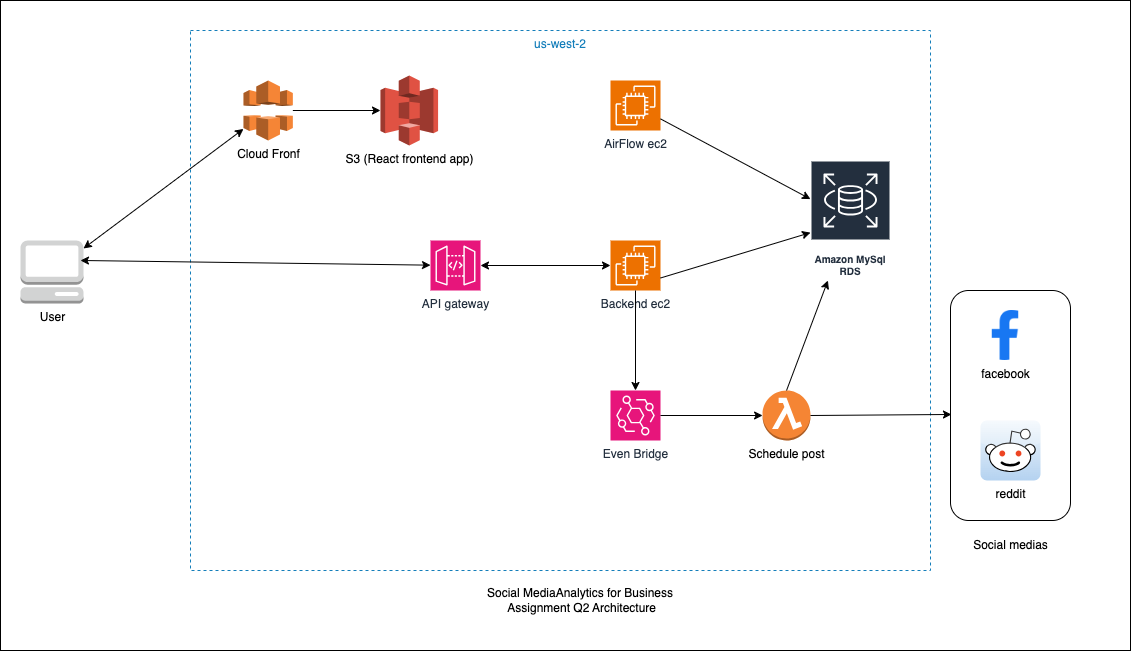 us-west-2
Cloud Fronf
S3 (React frontend app)
AirFlow ec2
Amazon MySql
RDS
User
API gateway
</>
Backend ec2
facebook
Even Bridge
Schedule post
reddit
Social medias
Social MediaAnalytics for Business
Assignment Q2 Architecture